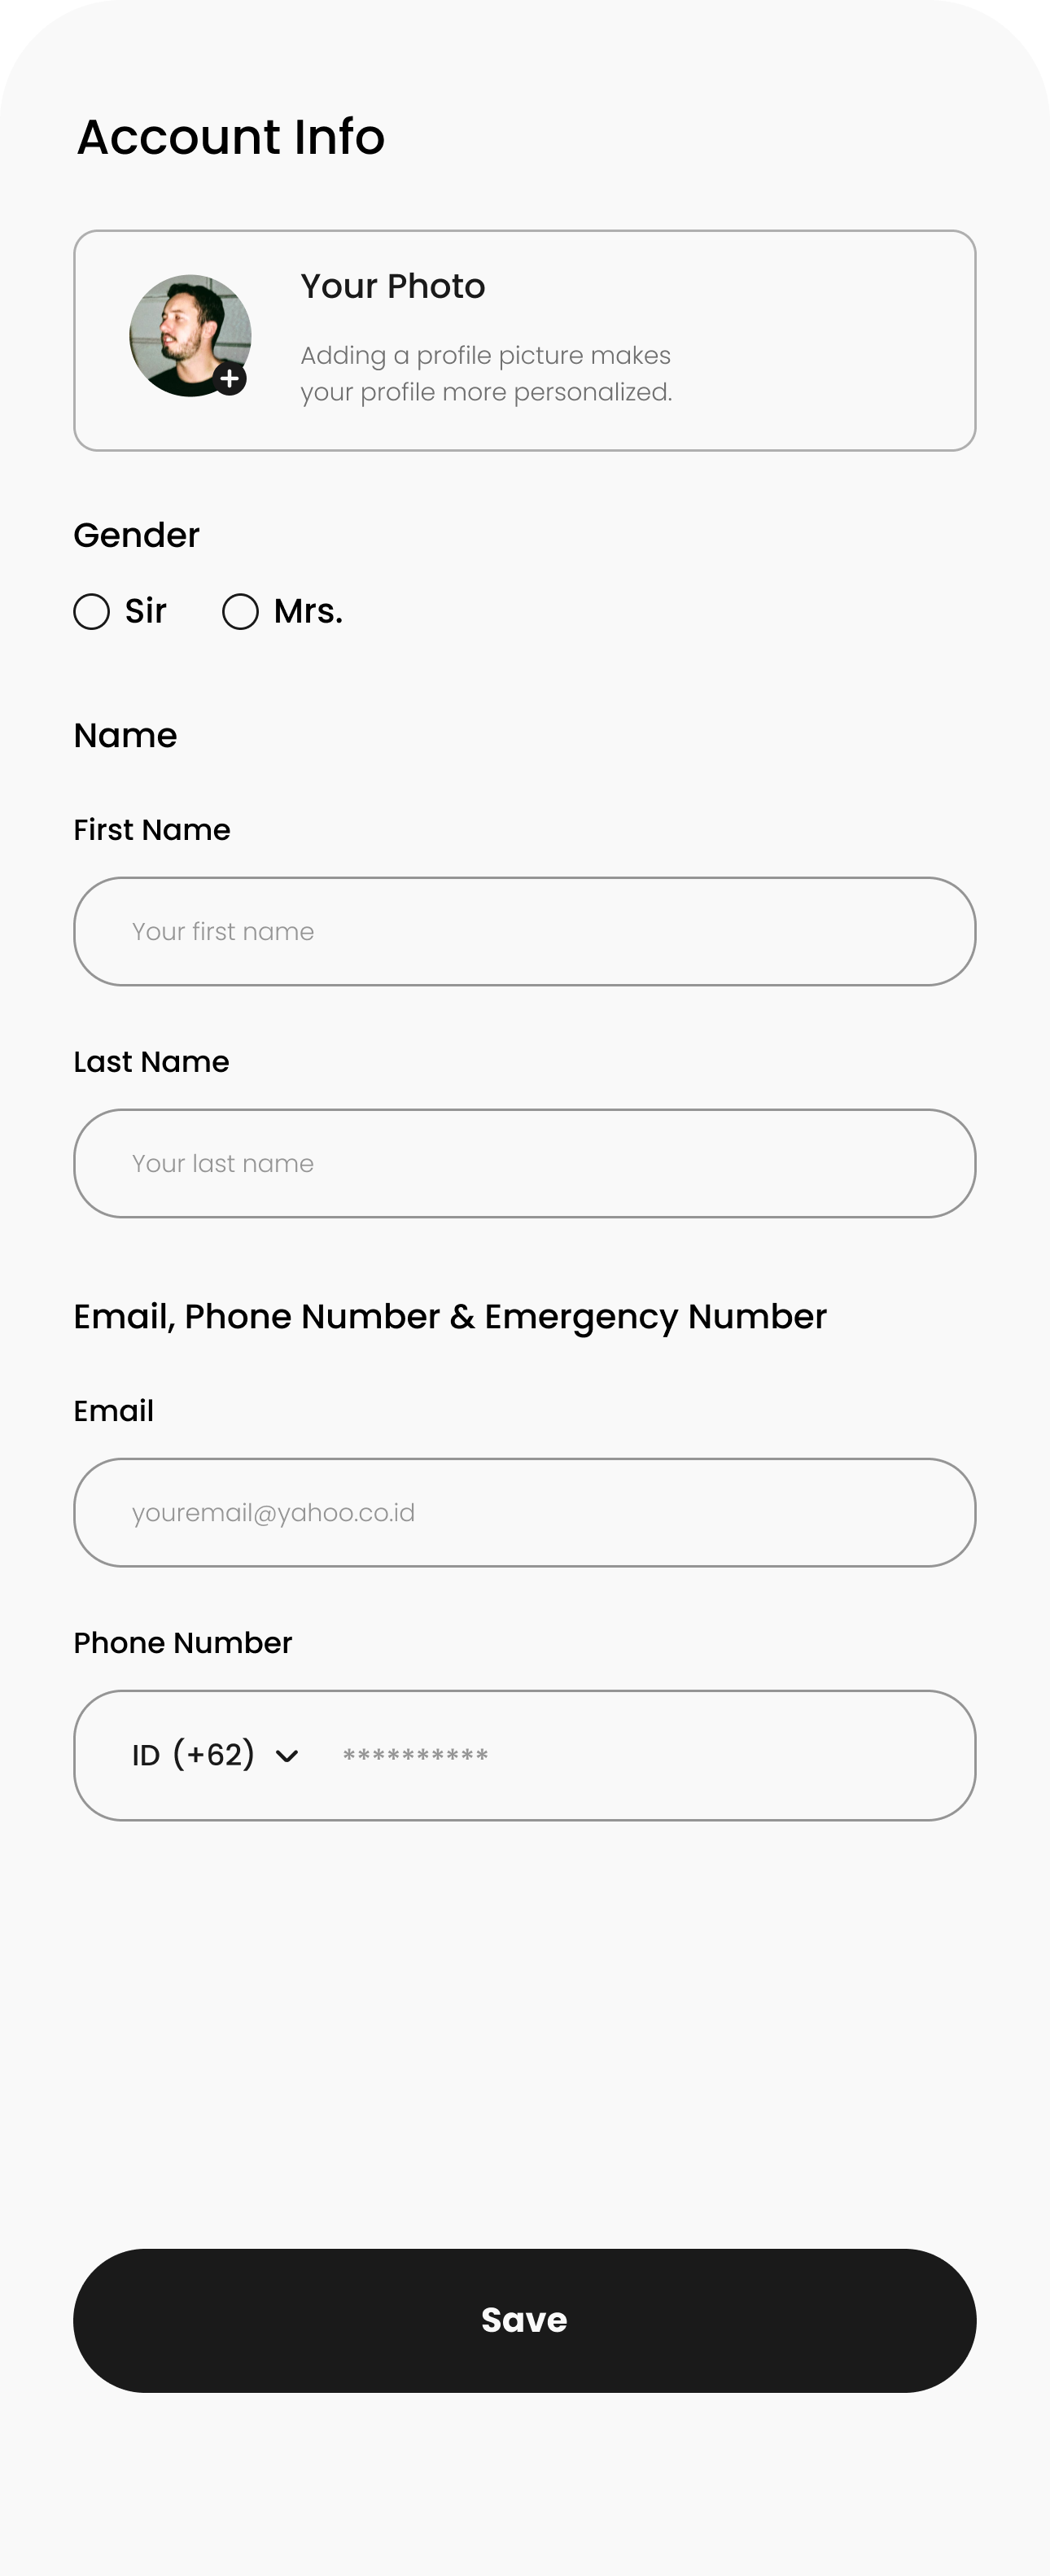 Account Info
Your Photo
Adding a profile picture makes
your profile more personalized.
Gender
Sir Mrs.
Name
First Name
Your first name
Last Name
Your last name
Email, Phone Number & Emergency Number
Email
youremail@yahoo.co.id
Phone Number
ID (+62) **********
Save